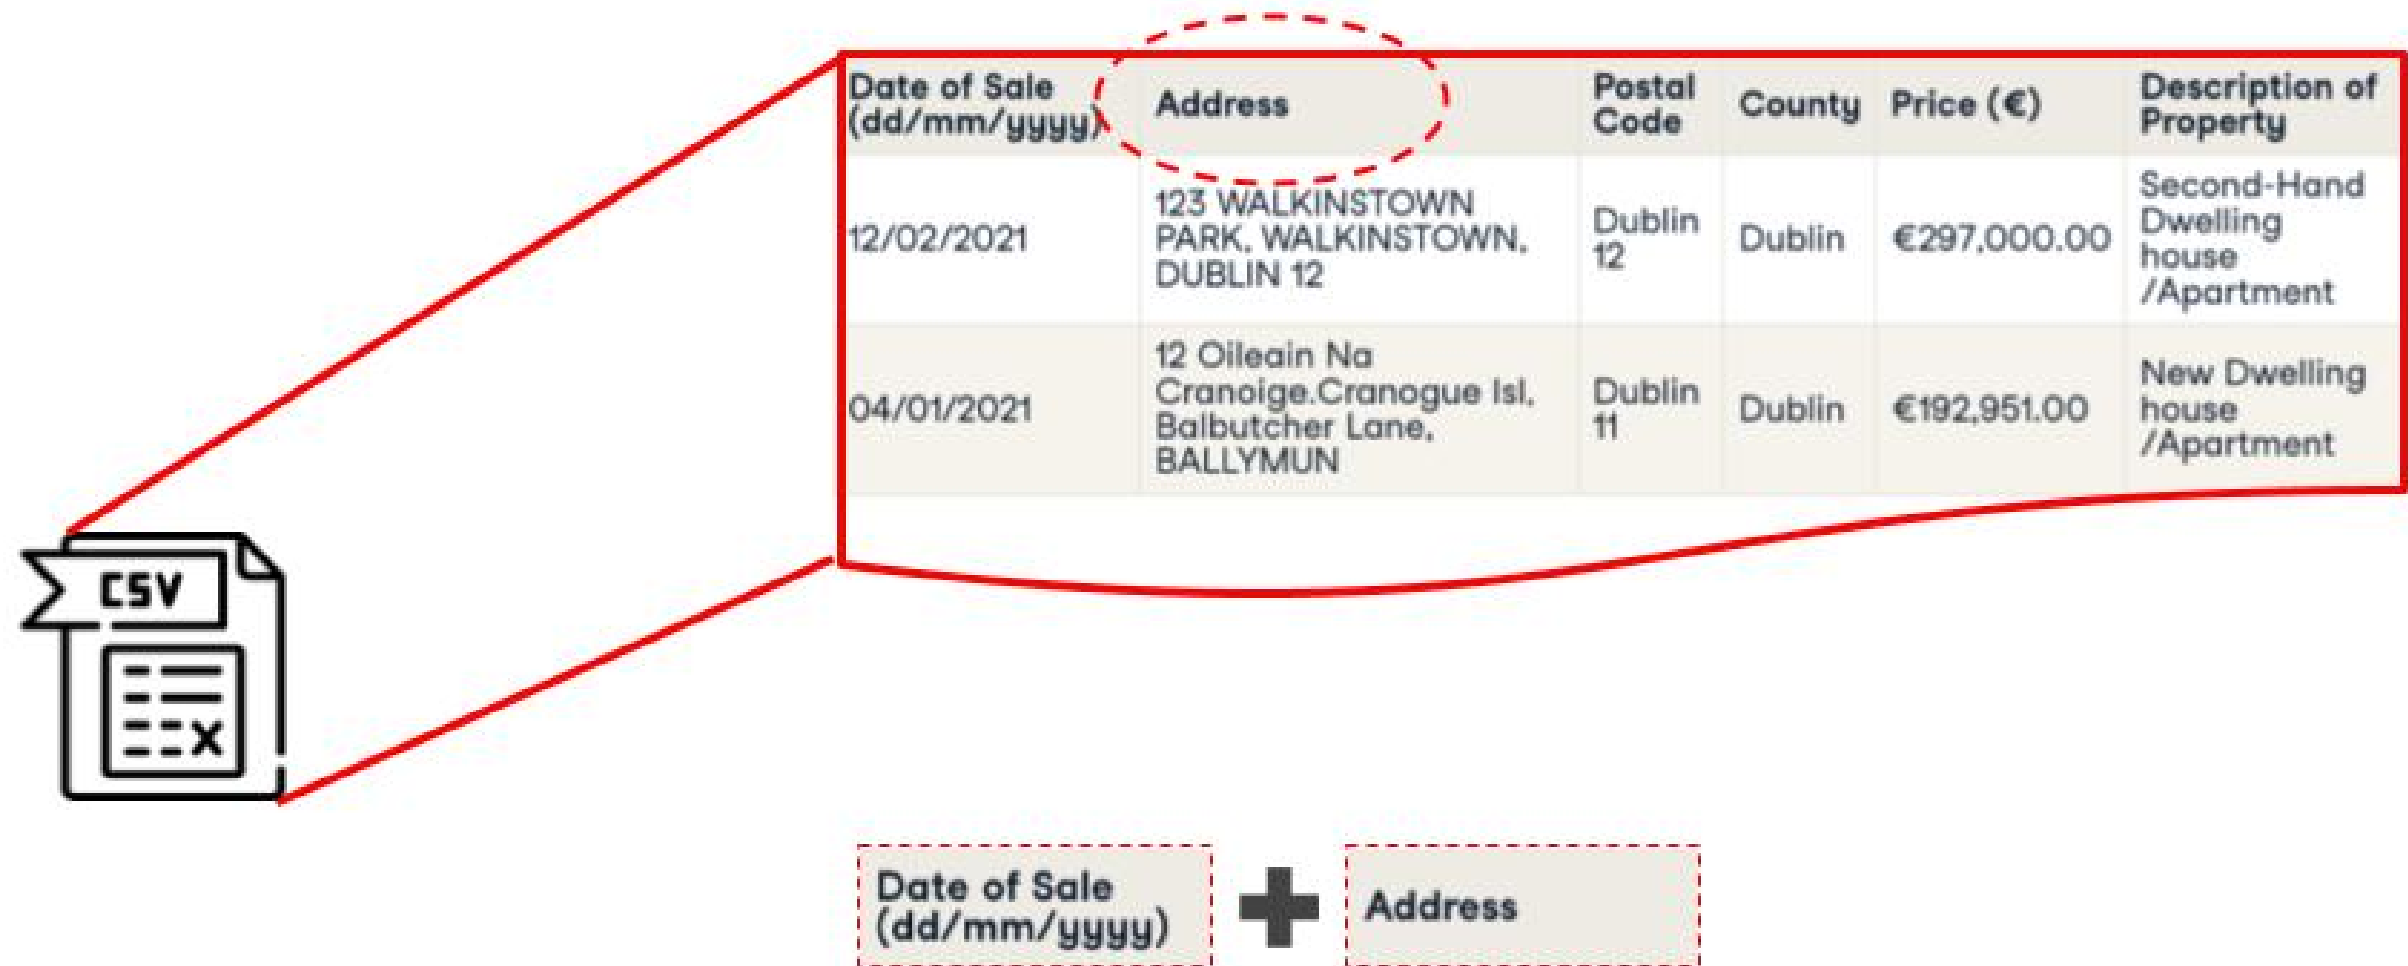 Date of Sale
(dd/mm/yyyy)
Address
Postal
Code
County
Price (€)
Description of
Property
12/02/2021
123 WALKINSTOWN
PARK, WALKINSTOWN,
DUBLIN 12
Dublin
12
Dublin
€297,000.00
Second-Hand
Dwelling
house
/Apartment
04/01/2021
12 Oileain Na
Cranoige.Cranogue Isl,
Balbutcher Lane,
BALLYMUN
Dublin
11
Dublin
€192,951.00
New Dwelling
house
/Apartment
CSV
Date of Sale
(dd/mm/yyyy)
Address